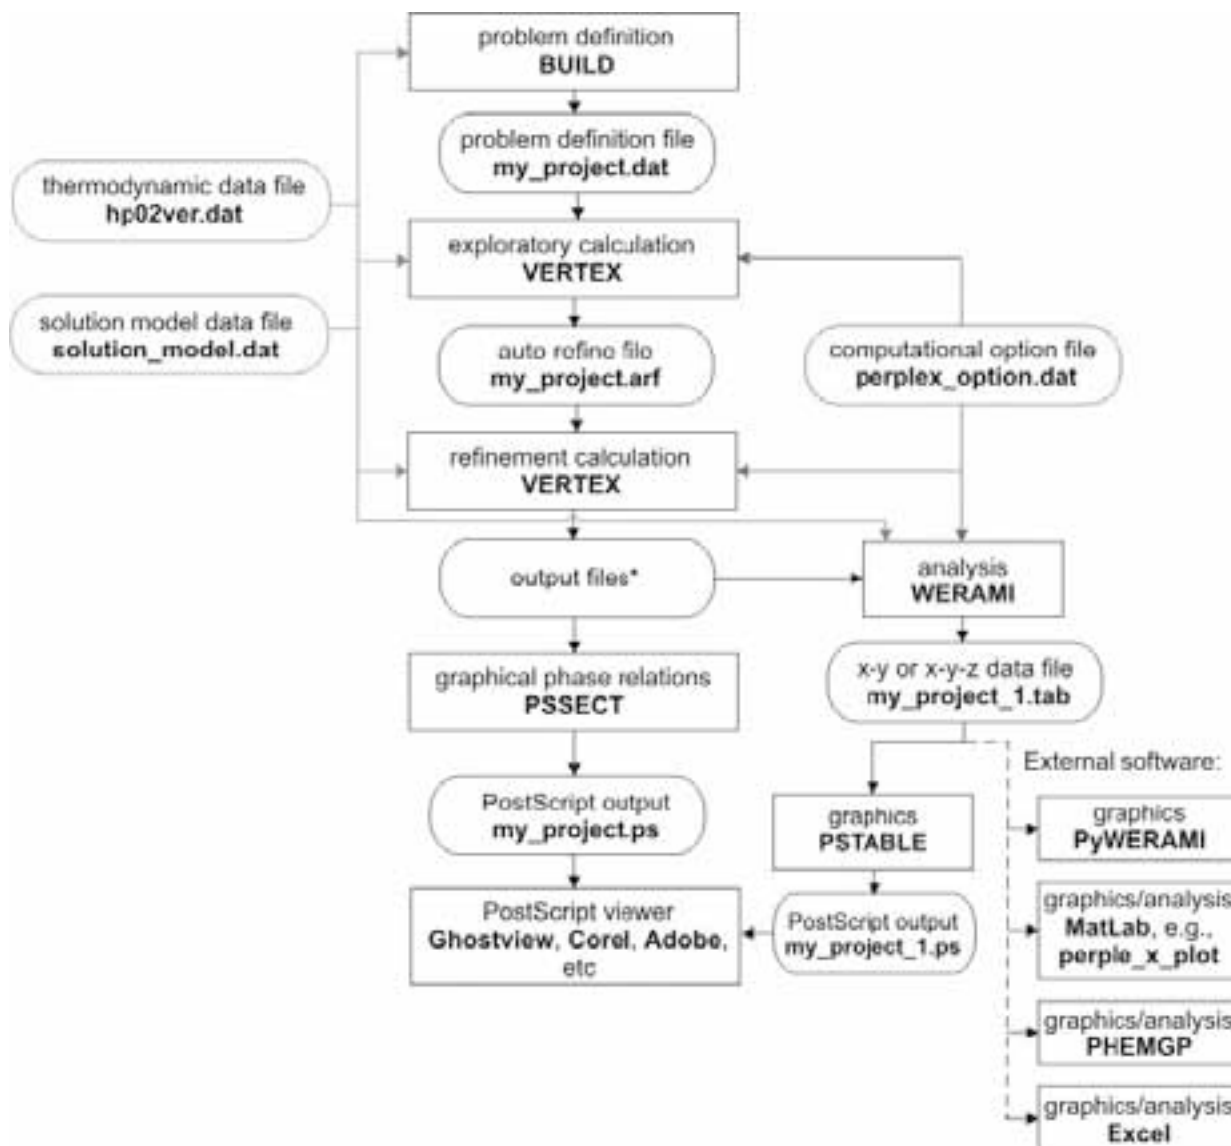 problem definition
BUILD
problem definition file
my_project.dat
thermodynamic data file
hp02ver.dat
exploratory calculation
VERTEX
solution model data file
solution_model.dat
auto refine file
my_project.arf
computational option file
perplex_option.dat
refinement calculation
VERTEX
output files*
analysis
WERAMI
graphical phase relations
PSSECT
x-y or x-y-z data file
my_project_1.tab
External software:
PostScript output
my_project.ps
graphics
PSTABLE
graphics
PyWERAMI
PostScript viewer
Ghostview, Corel, Adobe,
etc
PostScript output
my_project_1.ps
graphics/analysis
MatLab, e.g.,
perple_x_plot
graphics/analysis
PHEMGP
graphics/analysis
Excel